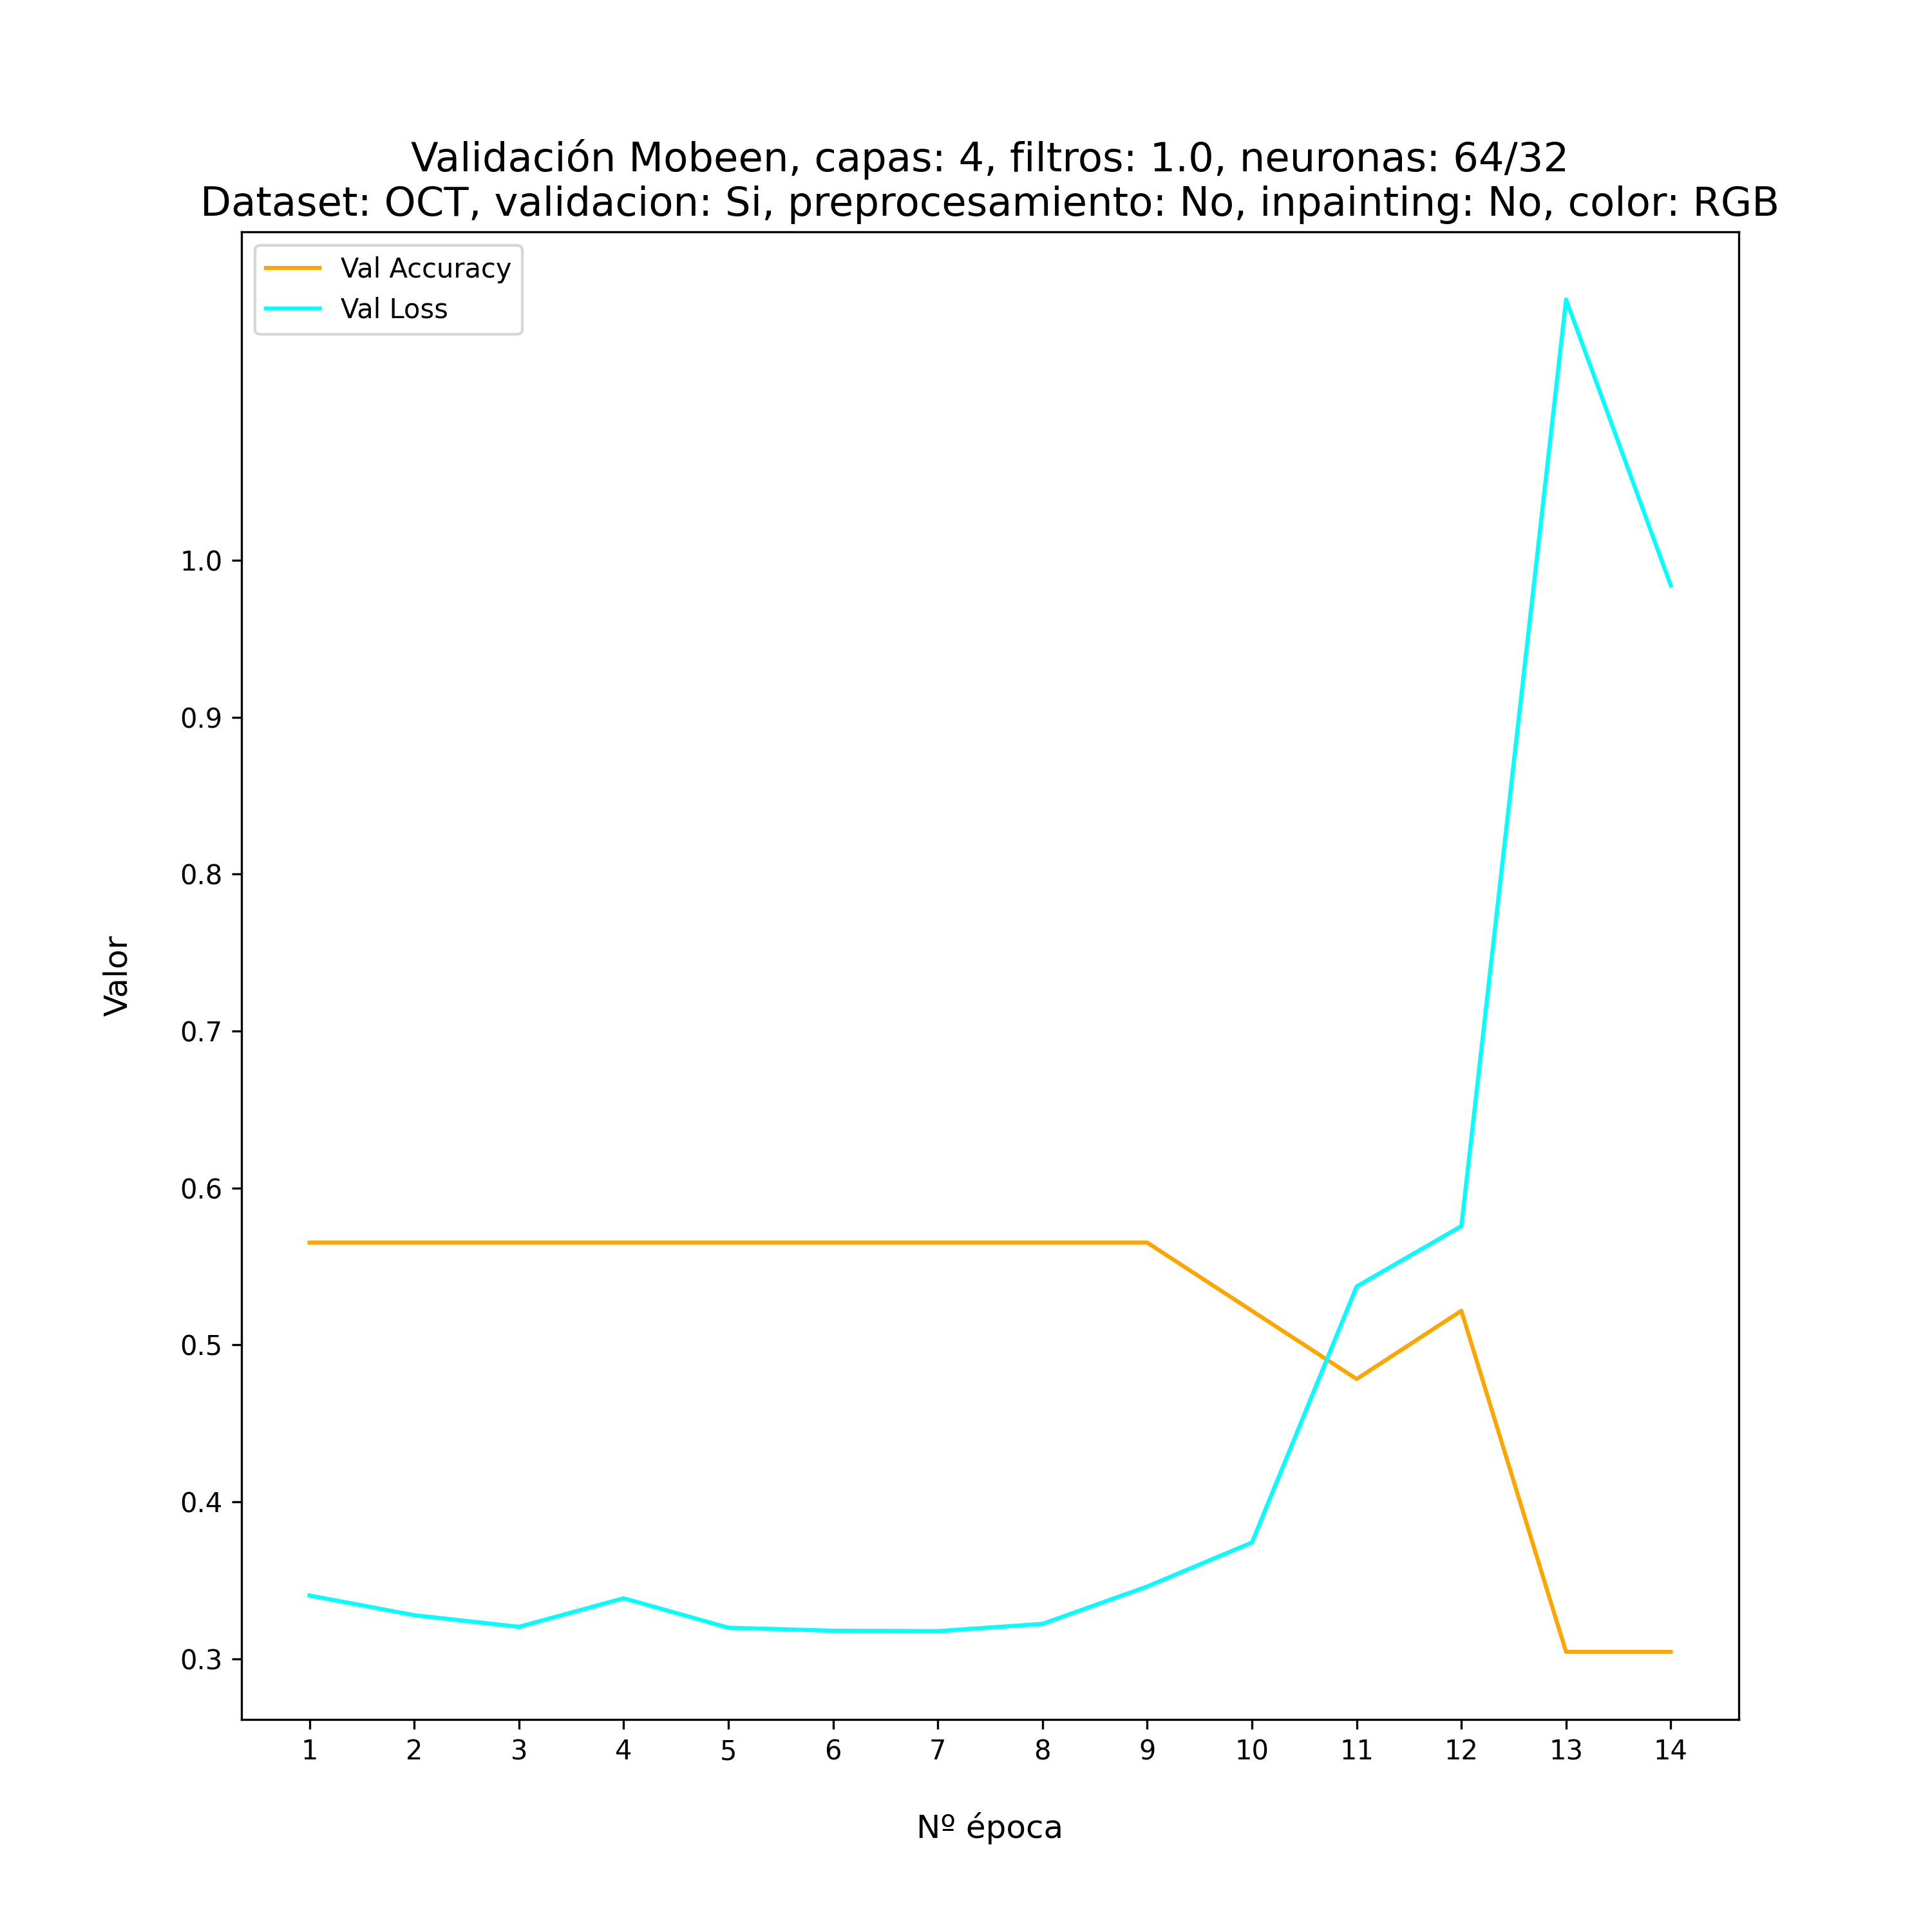 Validación Mobeen, capas: 4, filtros: 1.0, neuronas: 64/32
Dataset: OCT, validacion: Si, preprocesamiento: No, inpainting: No, color: RGB
Val Accuracy
Val Loss
1.0
0.9
0.8
0.7
0.6
0.5
0.4
0.3
Valor
1 2 3 4 5 6 7 8 9 10 11 12 13 14
Nº época